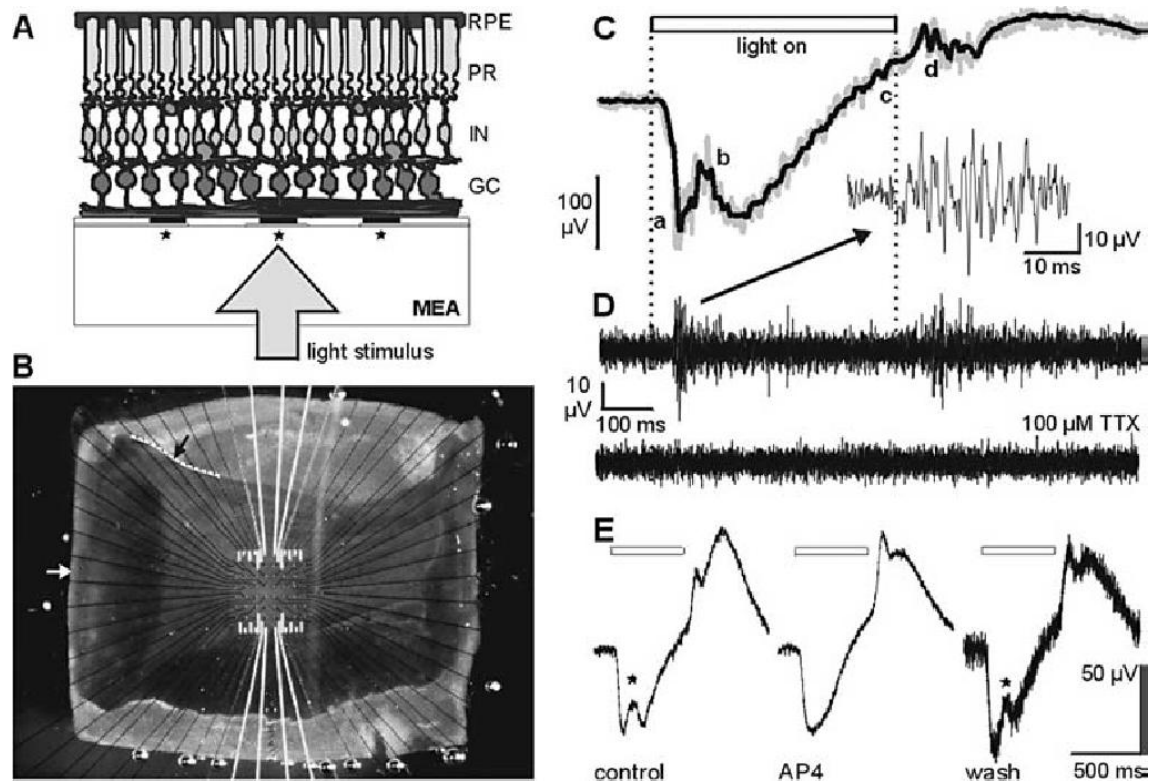 A
RPE
PR
IN
GC
MEA
light stimulus
B
C
light on
a
b
c
d
100
µV
10 µV
10 ms
D
10
µV
100 ms
100 µM TTX
E
control
AP4
wash
50 µV
500 ms